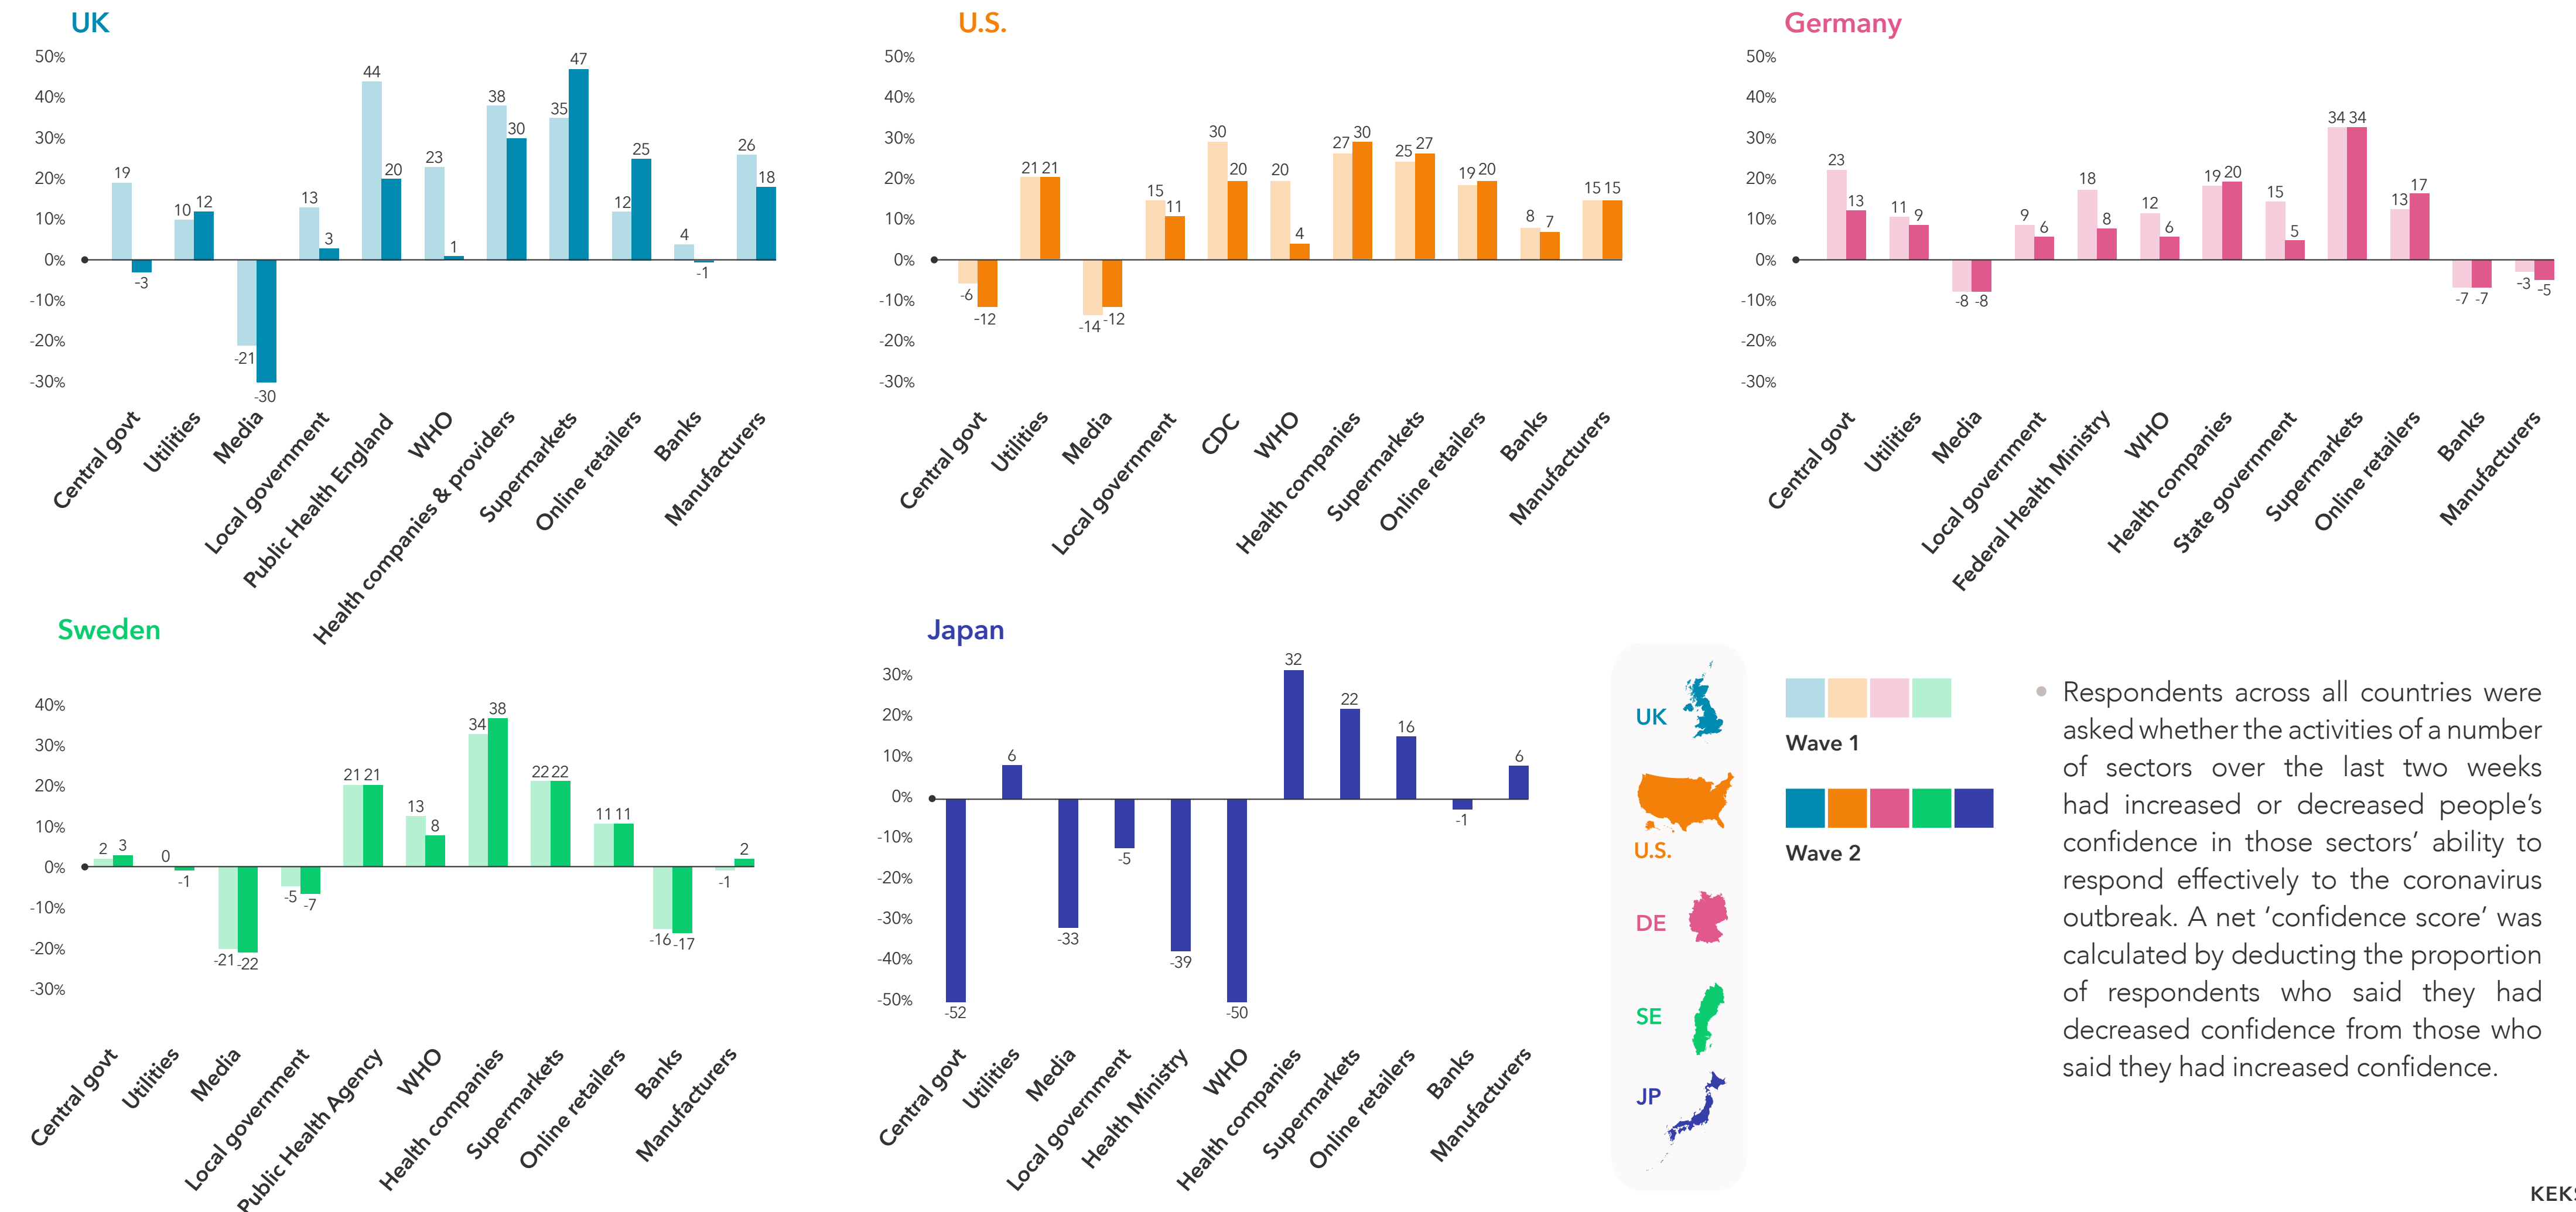 UK
50%
40%
30%
20%
10%
0%
-10%
-20%
-30%
19
-3
10
12
-21
-30
13
3
44
20
23
1
38
30
35
47
12
25
4
-1
26
18
Central govt
Utilities
Media
Local government
Public Health England
WHO
Health companies & providers
Supermarkets
Online retailers
Banks
Manufacturers
U.S.
50%
40%
30%
20%
10%
0%
-10%
-20%
-30%
-6
-12
21
21
-14
-12
15
11
30
20
20
4
27
30
25
27
19
20
8
7
15
15
Central govt
Utilities
Media
Local government
CDC
WHO
Health companies
Supermarkets
Online retailers
Banks
Manufacturers
Germany
50%
40%
30%
20%
10%
0%
-10%
-20%
-30%
23
13
11
9
-8
-8
9
6
18
8
12
6
19
20
15
5
34
34
13
17
-7
-7
-3
-5
Central govt
Utilities
Media
Local government
Federal Health Ministry
WHO
Health companies
State government
Supermarkets
Online retailers
Banks
Manufacturers
Sweden
40%
30%
20%
10%
0%
-10%
-20%
-30%
2
3
0
-1
-21
-22
-5
-7
21
21
13
8
34
38
22
22
11
11
-16
-17
-1
2
Central govt
Utilities
Media
Local government
Public Health Agency
WHO
Health companies
Supermarkets
Online retailers
Banks
Manufacturers
Japan
30%
20%
10%
0%
-10%
-20%
-30%
-40%
-50%
-52
6
-33
-5
-39
-50
32
22
16
-1
6
Central govt
Utilities
Media
Local government
Health Ministry
WHO
Health companies
Supermarkets
Online retailers
Banks
Manufacturers
UK
U.S.
DE
SE
JP
Wave 1
Wave 2
Respondents across all countries were
asked whether the activities of a number
of sectors over the last two weeks
had increased or decreased people's
confidence in those sectors' ability to
respond effectively to the coronavirus
outbreak. A net 'confidence score' was
calculated by deducting the proportion
of respondents who said they had
decreased confidence from those who
said they had increased confidence.